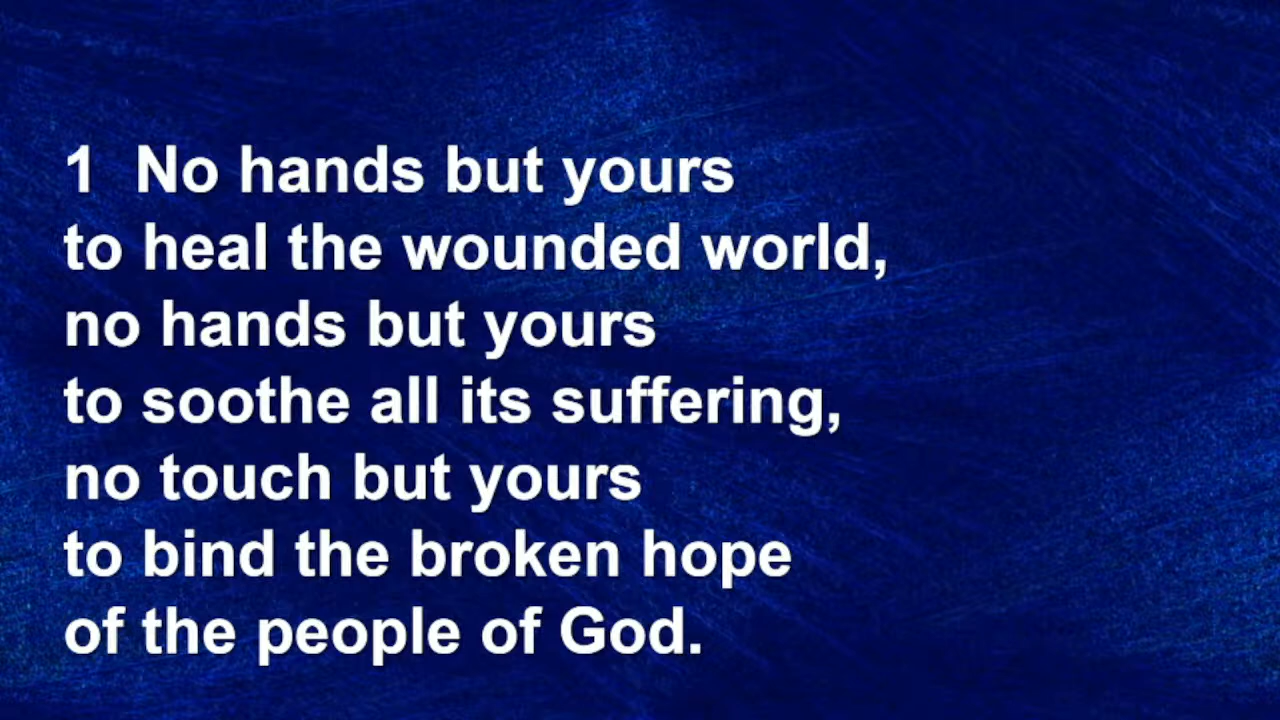 1 No hands but yours
to heal the wounded world,
no hands but yours
to soothe all its suffering,
no touch but yours
to bind the broken hope
of the people of God.